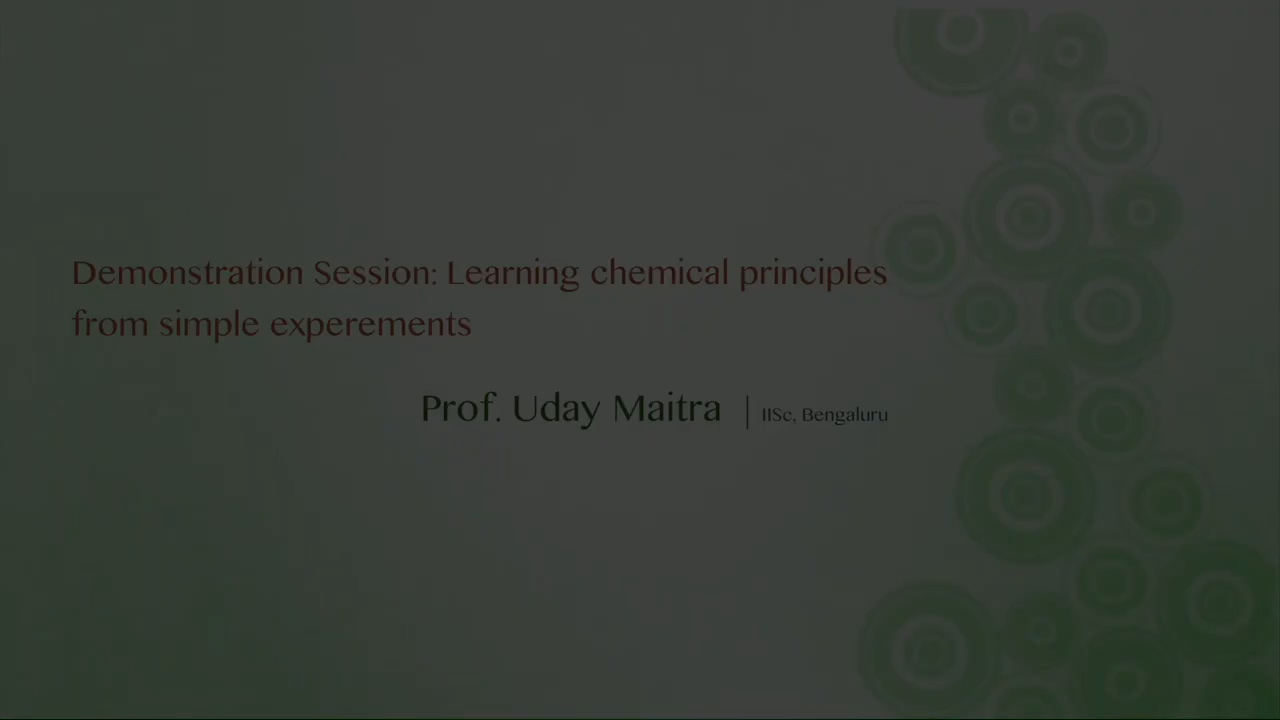 Demonstration Session: Learning chemical principles
from simple experements
Prof. Uday Maitra | IISc, Bengaluru